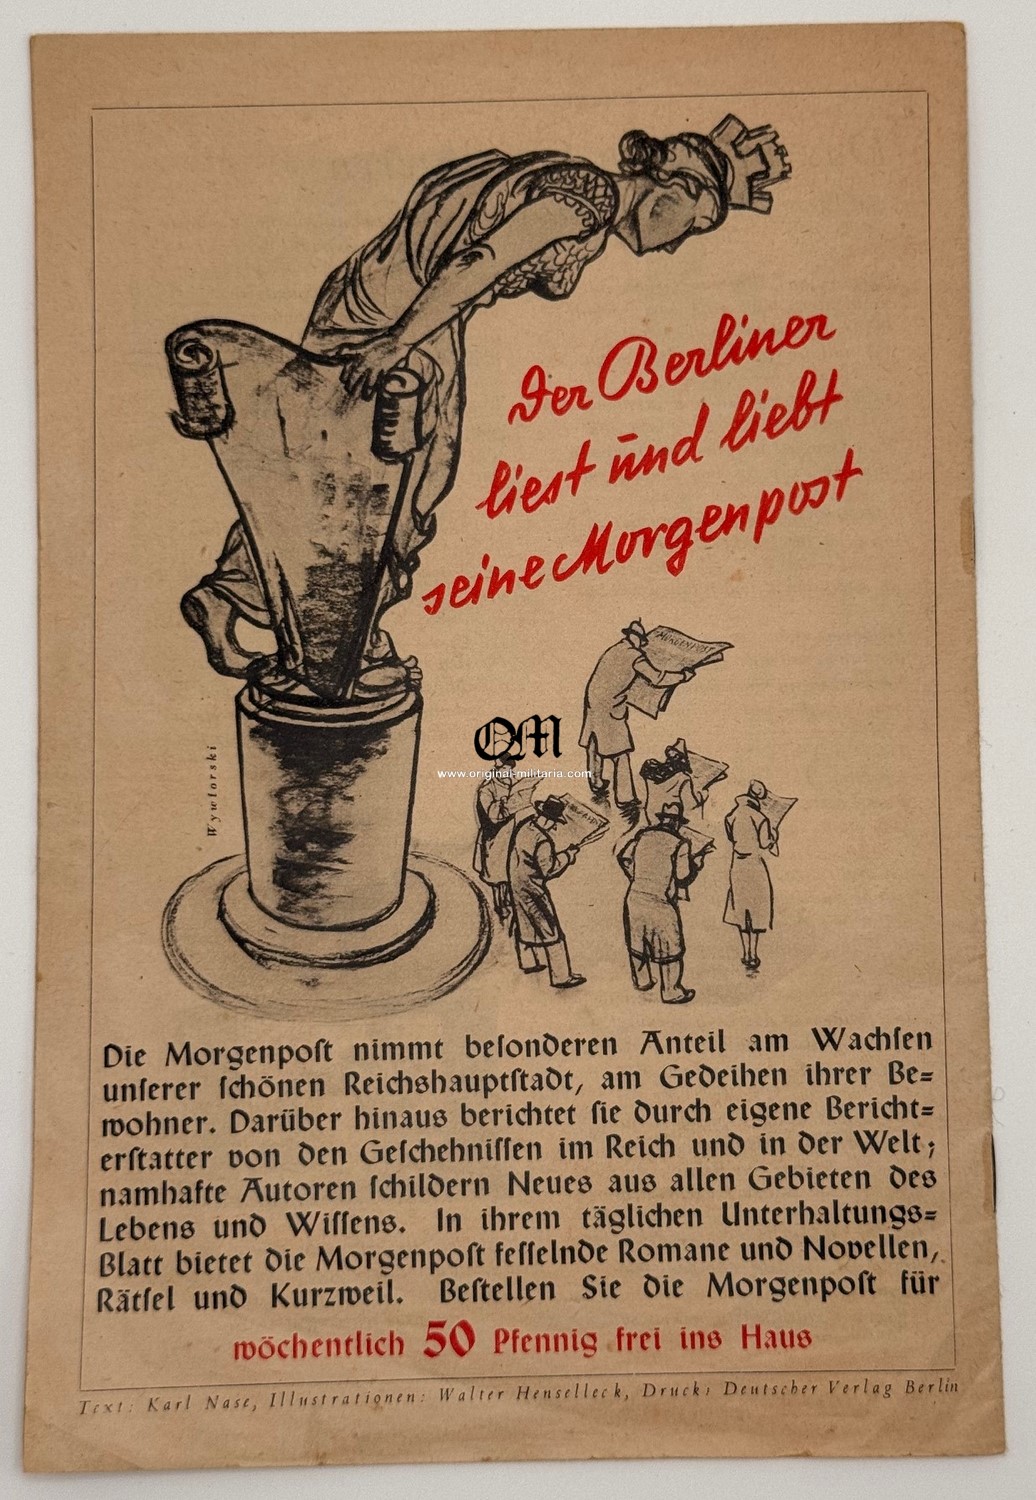 Der Berliner
liest und liebt
seine Morgenpost
MORGENPOST
Wywiorski
OM
www.original-militaria.com
Die Morgenpoſt nimmt beſonderen Anteil am Wachſen
unſerer ſchönen Reichshauptſtadt, am Gedeihen ihrer Be=
wohner. Darüber hinaus berichtet ſie durch eigene Bericht=
erſtatter von den Geſchehniſſen im Reich und in der Welt;
namhafte Autoren ſchildern Neues aus allen Gebieten des
Lebens und Wiſſens. In ihrem täglichen Unterhaltungs=
Blatt bietet die Morgenpoſt feſſelnde Romane und Novellen,
Rätſel und Kurzweil. Beſtellen Sie die Morgenpoſt für
wöchentlich 50 Pfennig frei ins Haus
Text: Karl Nase, Illustrationen: Walter Henselleck, Druck: Deutscher Verlag Berlin